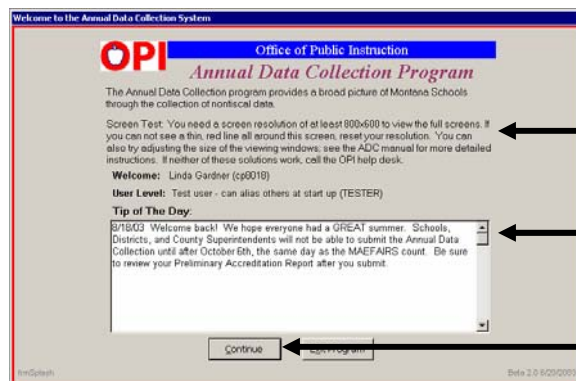 Welcome to the Annual Data Collection System
OPI
Office of Public Instruction
Annual Data Collection Program
The Annual Data Collection program provides a broad picture of Montana Schools
through the collection of nonfiscal data.
Screen Test: You need a screen resolution of at least 800x600 to view the full screens. If
you can not see a thin, red line all around this screen, reset your resolution. You can
also try adjusting the size of the viewing windows; see the ADC manual for more detailed
instructions. If neither of these solutions work, call the OPI help desk.
Welcome: Linda Gardner (cp8018)
User Level: Test user - can alias others at start up (TESTER)
Tip of The Day:
8/18/03 Welcome back! We hope everyone had a GREAT summer. Schools,
Districts, and County Superintendents will not be able to submit the Annual Data
Collection until after October 6th, the same day as the MAEFAIRS count. Be sure
to review your Preliminary Accreditation Report after you submit.
Continue
Exit Program
frmSplash
Beta 2.0 6/20/2003